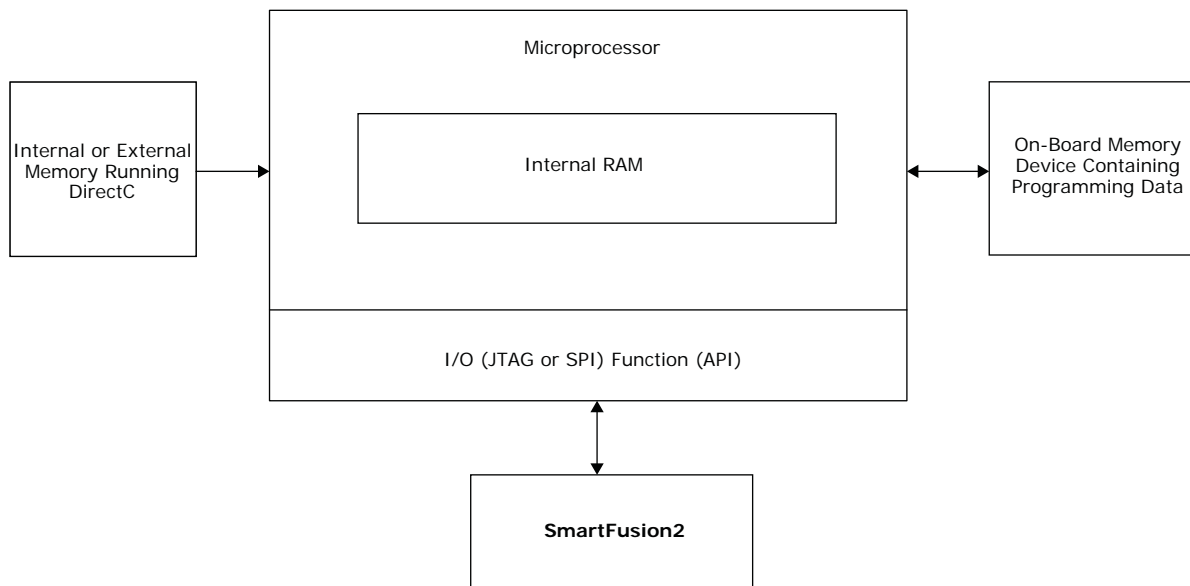 Microprocessor
Internal or External
Memory Running
DirectC
Internal RAM
On-Board Memory
Device Containing
Programming Data
I/O (JTAG or SPI) Function (API)
SmartFusion2